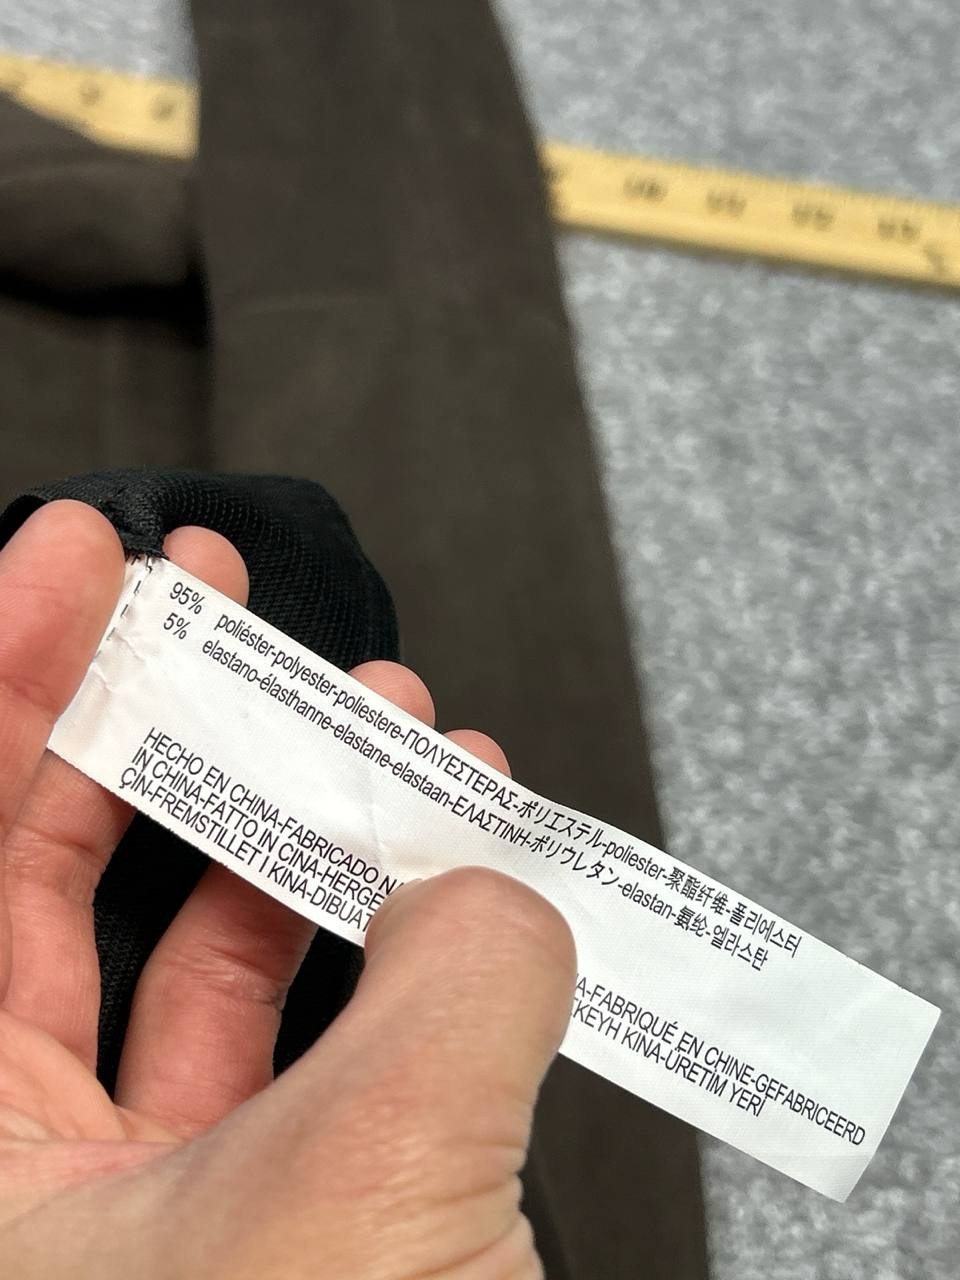 95% poliéster-polyester-poliestere-ΠΟΛΥΕΣΤΕΡΑΣ-ポリエステル-poliester-聚酯纤维-폴리에스터
5% elastano-élasthanne-elastane-elastaan-ΕΛΑΣΤΙΝΗ-ポリウレタン-elastan-氨纶-엘라스탄
HECHO EN CHINA-FABRICADO NA-FABRIQUÉ EN CHINE-GEFABRICEERD
IN CHINA-FATTO IN CINA-HERGE KINA-ÜRETİM YERİ
ÇIN-FREMSTILLET I KINA-DIBUAT